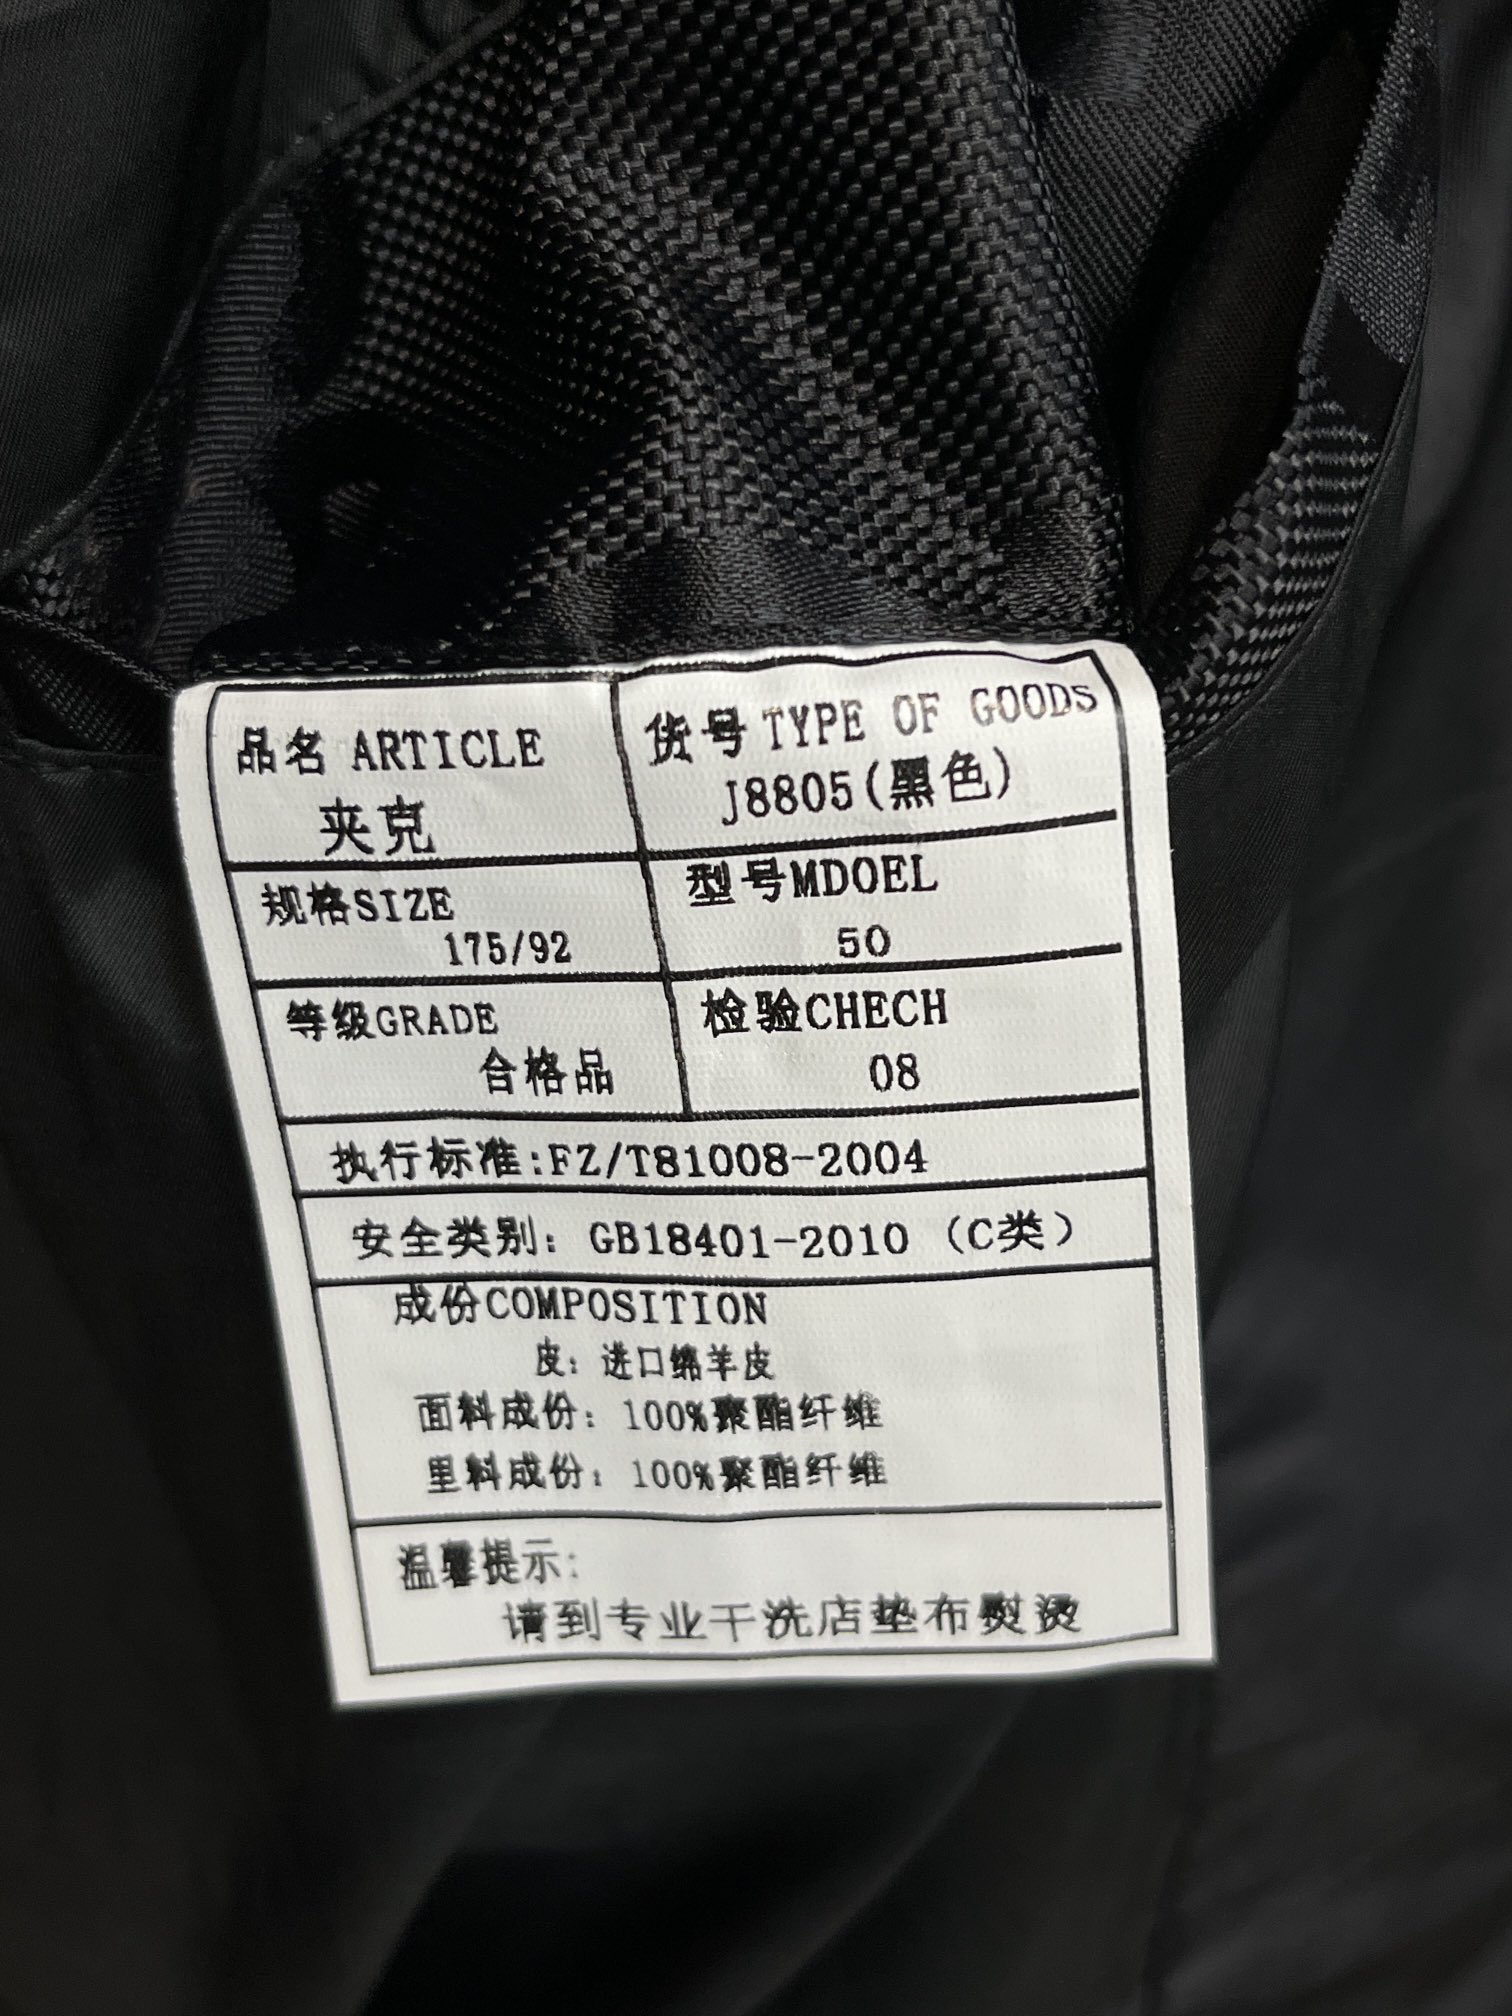 品名 ARTICLE
夹克
货号TYPE OF GOODS
J8805(黑色)
规格SIZE
175/92
型号MDOEL
50
等级GRADE
合格品
检验CHECH
08
执行标准:FZ/T81008-2004
安全类别: GB18401-2010 (C类)
成份COMPOSITION
皮: 进口绵羊皮
面料成份: 100%聚酯纤维
里料成份: 100%聚酯纤维
温馨提示:
请到专业干洗店垫布熨烫